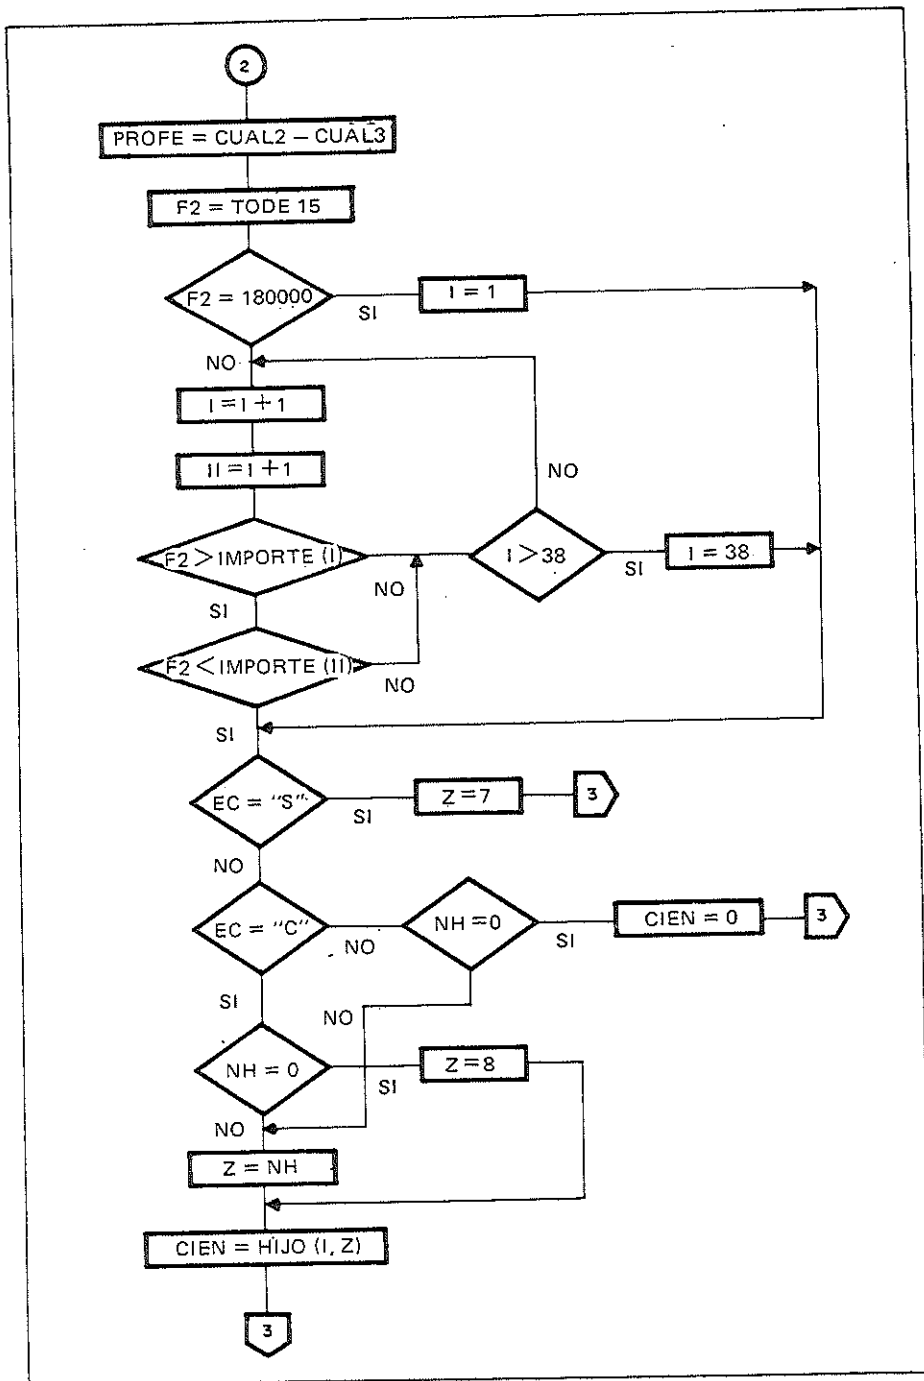 2
PROFE = CUAL2 – CUAL3
F2 = TODE 15
F2 = 180000
SI
I = 1
NO
I = I + 1
II = I + 1
NO
F2 > IMPORTE (I)
NO
I > 38
SI
I = 38
SI
F2 < IMPORTE (II)
NO
SI
EC = "S"
SI
Z = 7
3
NO
EC = "C"
NO
NH = 0
SI
CIEN = 0
3
SI
NO
NH = 0
SI
Z = 8
NO
Z = NH
CIEN = HIJO (I, Z)
3